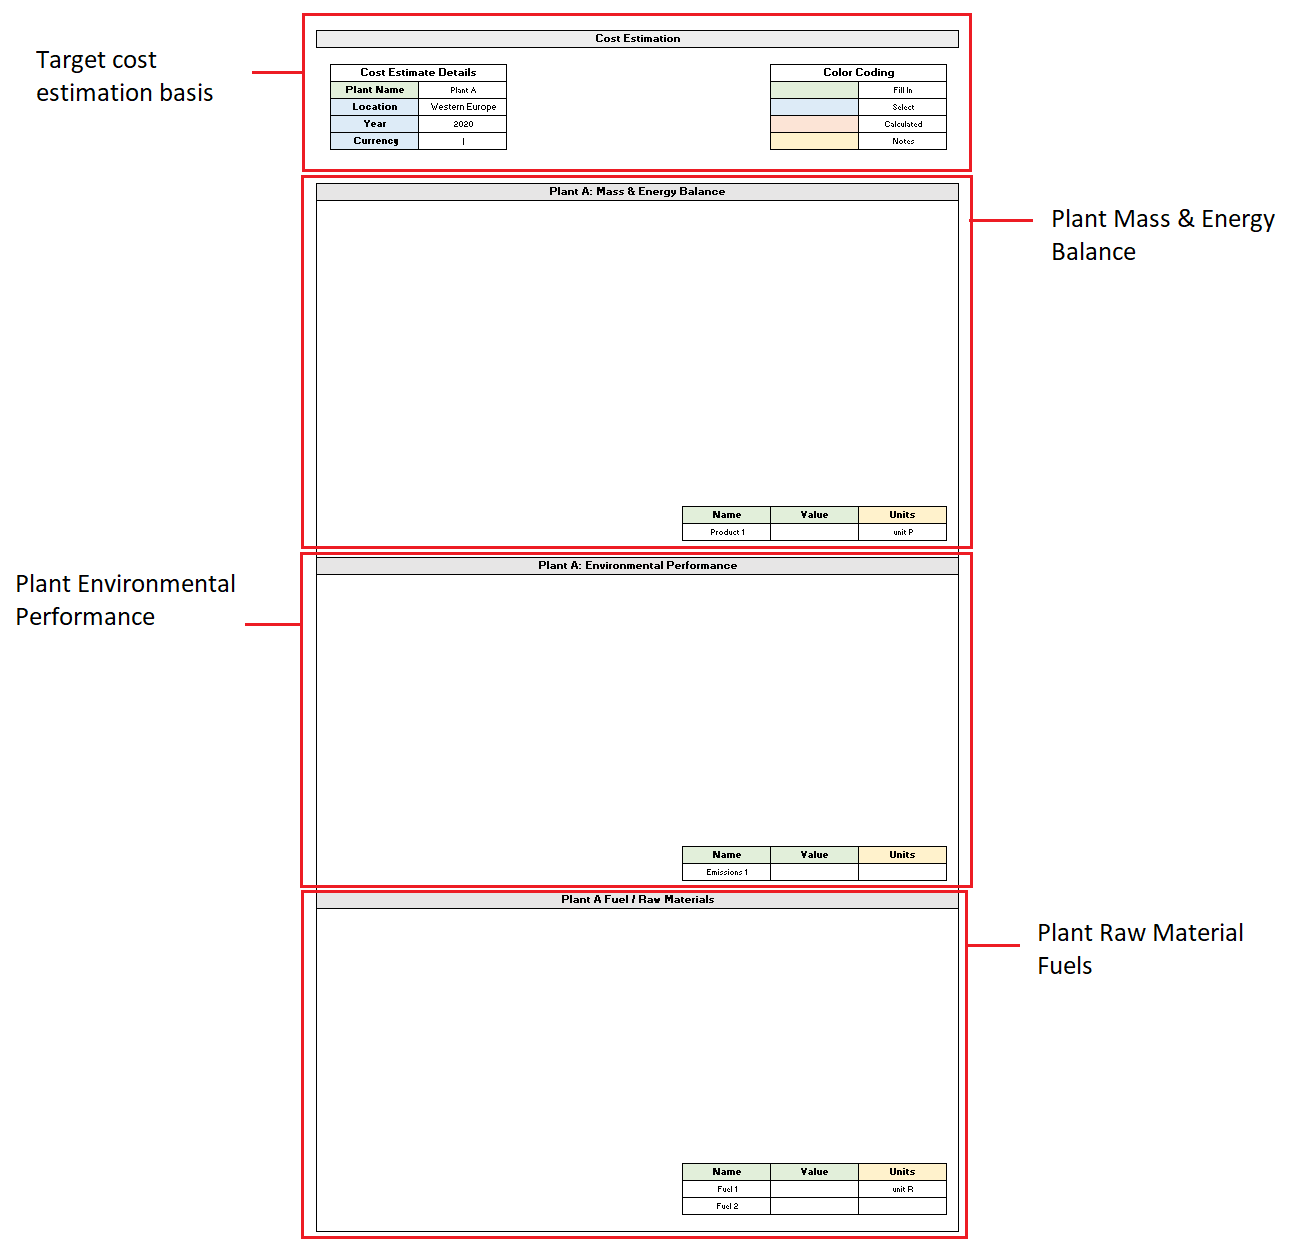 Cost Estimation
Target cost
estimation basis
Cost Estimate Details
Plant Name Plant A
Location Western Europe
Year 2020
Currency |
Color Coding
Fill In
Select
Calculated
Notes
Plant A: Mass & Energy Balance
Plant Mass & Energy
Balance
Name Value Units
Product 1 unit P
Plant A: Environmental Performance
Plant Environmental
Performance
Name Value Units
Emissions 1
Plant A Fuel / Raw Materials
Plant Raw Material
Fuels
Name Value Units
Fuel 1 unit R
Fuel 2